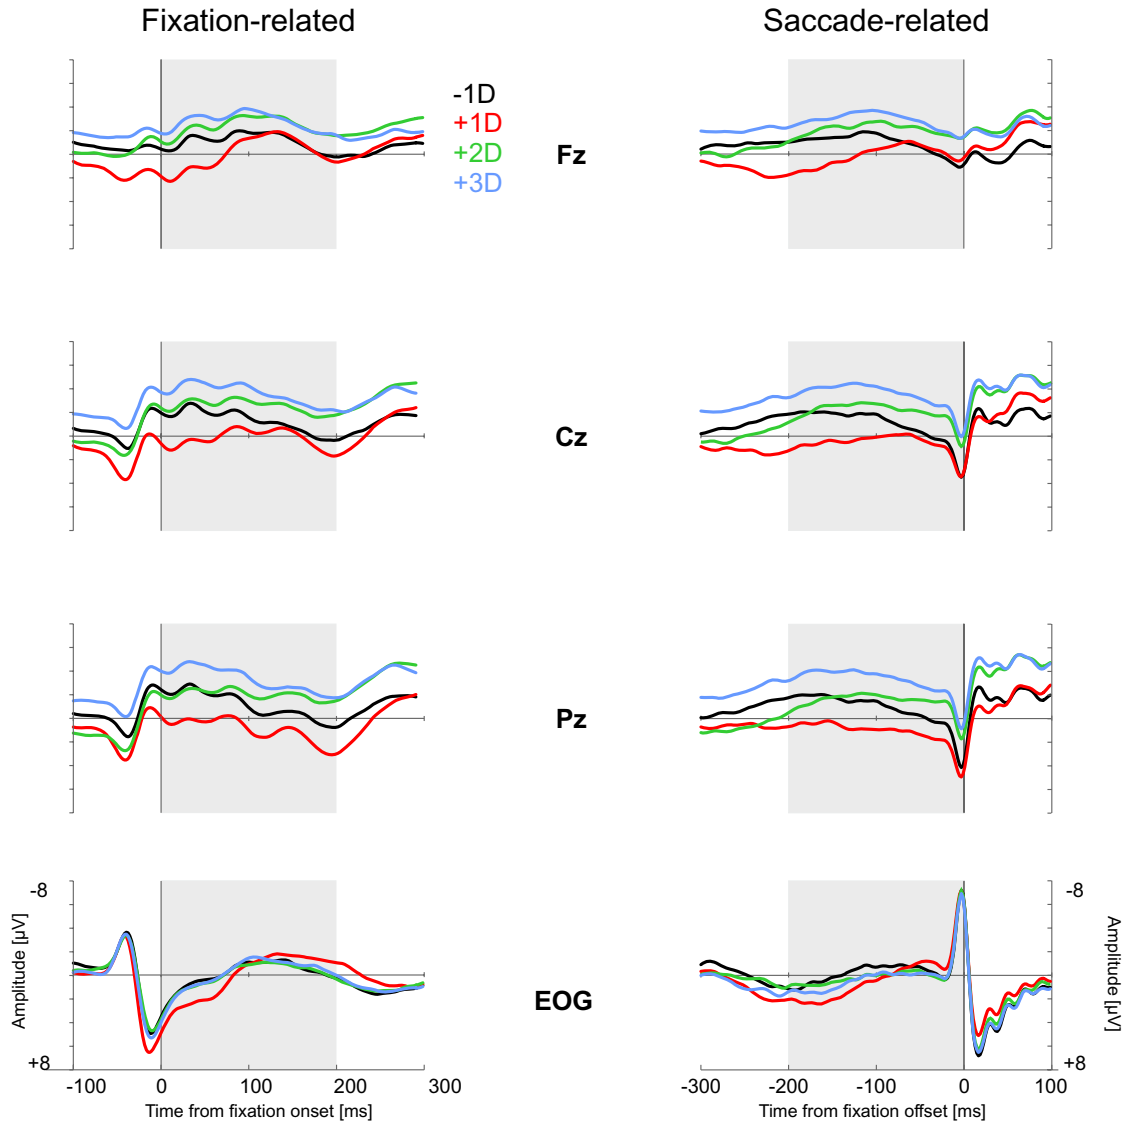 Fixation-related
Saccade-related
-1D
+1D
+2D
+3D
Fz
Cz
Pz
EOG
-8
+8
Amplitude [µV]
-8
+8
Amplitude [µV]
-100 0 100 200 300
Time from fixation onset [ms]
-300 -200 -100 0 100
Time from fixation offset [ms]